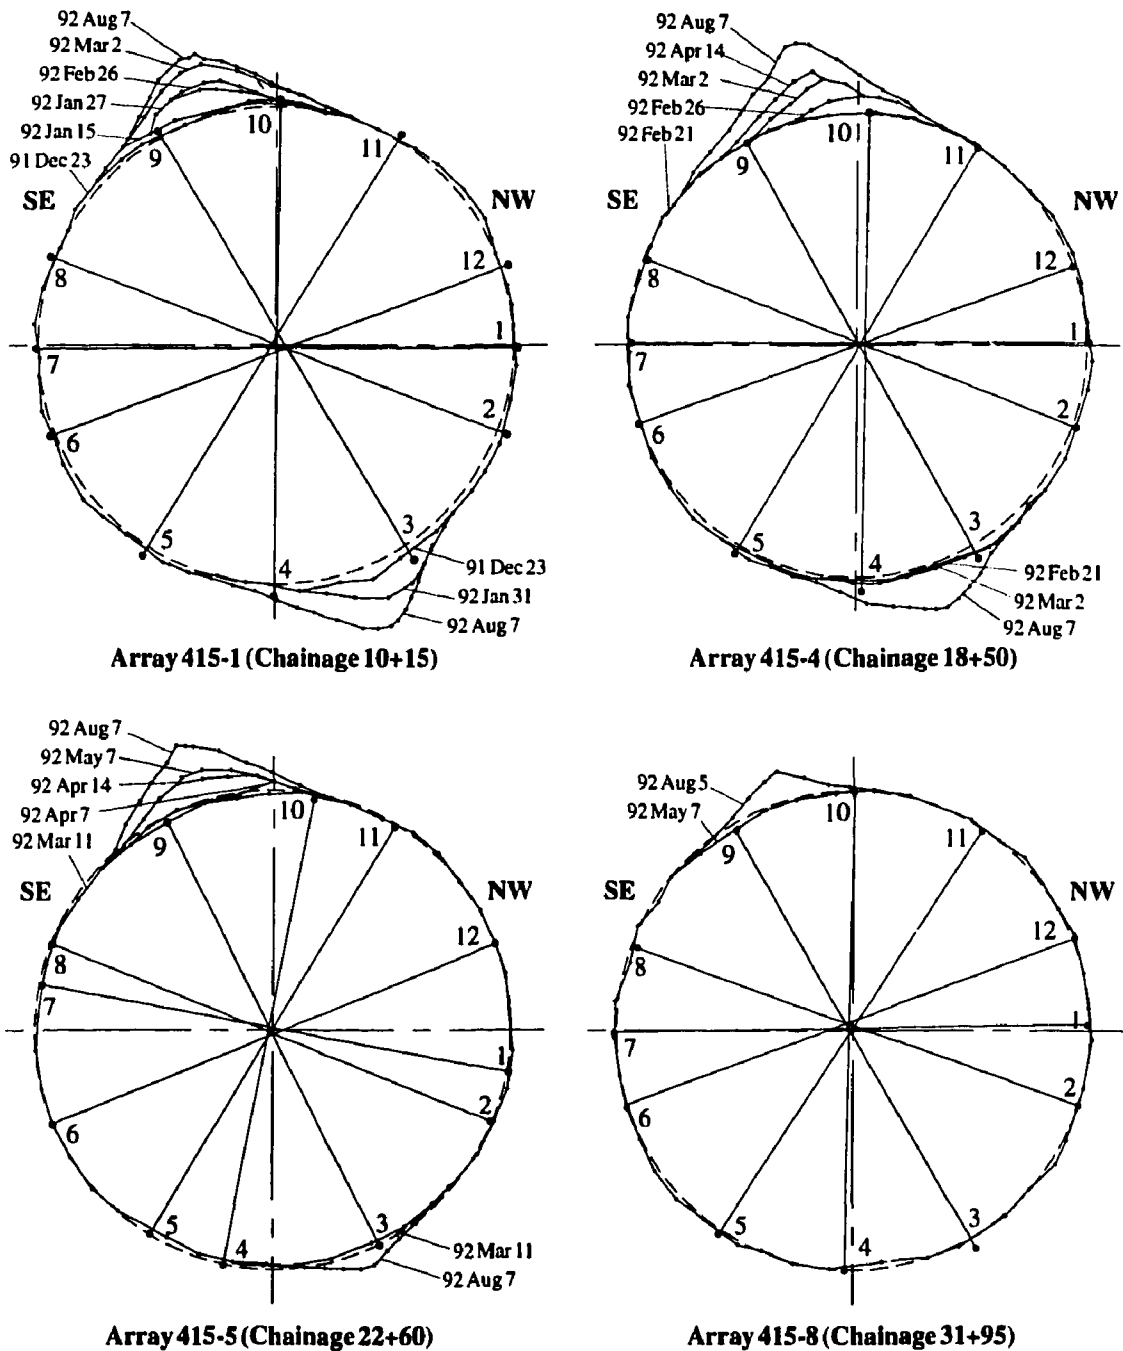 92 Aug 7
92 Mar 2
92 Feb 26
92 Jan 27
92 Jan 15
91 Dec 23
SE
NW
10
11
9
12
8
1
7
2
6
3
5
4
91 Dec 23
92 Jan 31
92 Aug 7
Array 415-1 (Chainage 10+15)
92 Aug 7
92 Apr 14
92 Mar 2
92 Feb 26
92 Feb 21
SE
NW
10
11
9
12
8
1
7
2
6
3
5
4
92 Feb 21
92 Mar 2
92 Aug 7
Array 415-4 (Chainage 18+50)
92 Aug 7
92 May 7
92 Apr 14
92 Apr 7
92 Mar 11
SE
NW
10
11
9
12
8
7
1
2
6
3
5
4
92 Mar 11
92 Aug 7
Array 415-5 (Chainage 22+60)
92 Aug 5
92 May 7
SE
NW
10
11
9
12
8
1
7
2
6
3
5
4
Array 415-8 (Chainage 31+95)